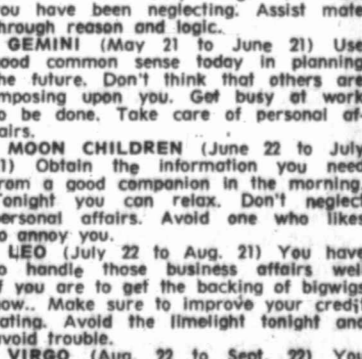 ou have been neglecting. Assist mate
hrough reason and logic.
GEMINI (May 21 to June 21) Use
ood common sense today in planning
he future. Don't think that others are
mposing upon you. Get busy at work
o be done. Take care of personal af-
airs.
MOON CHILDREN (June 22 to July
1) Obtain the information you need
rom a good companion in the morning.
onight you can relax. Don't neglect
ersonal affairs. Avoid one who likes
o annoy you.
LEO (July 22 to Aug. 21) You have
o handle those business affairs wel
f you are to get the backing of bigwigs
ow.. Make sure to improve your credit
ating. Avoid the limelight tonight and
void trouble.
VIRGO (Aug. 22 to Sept. 22) You